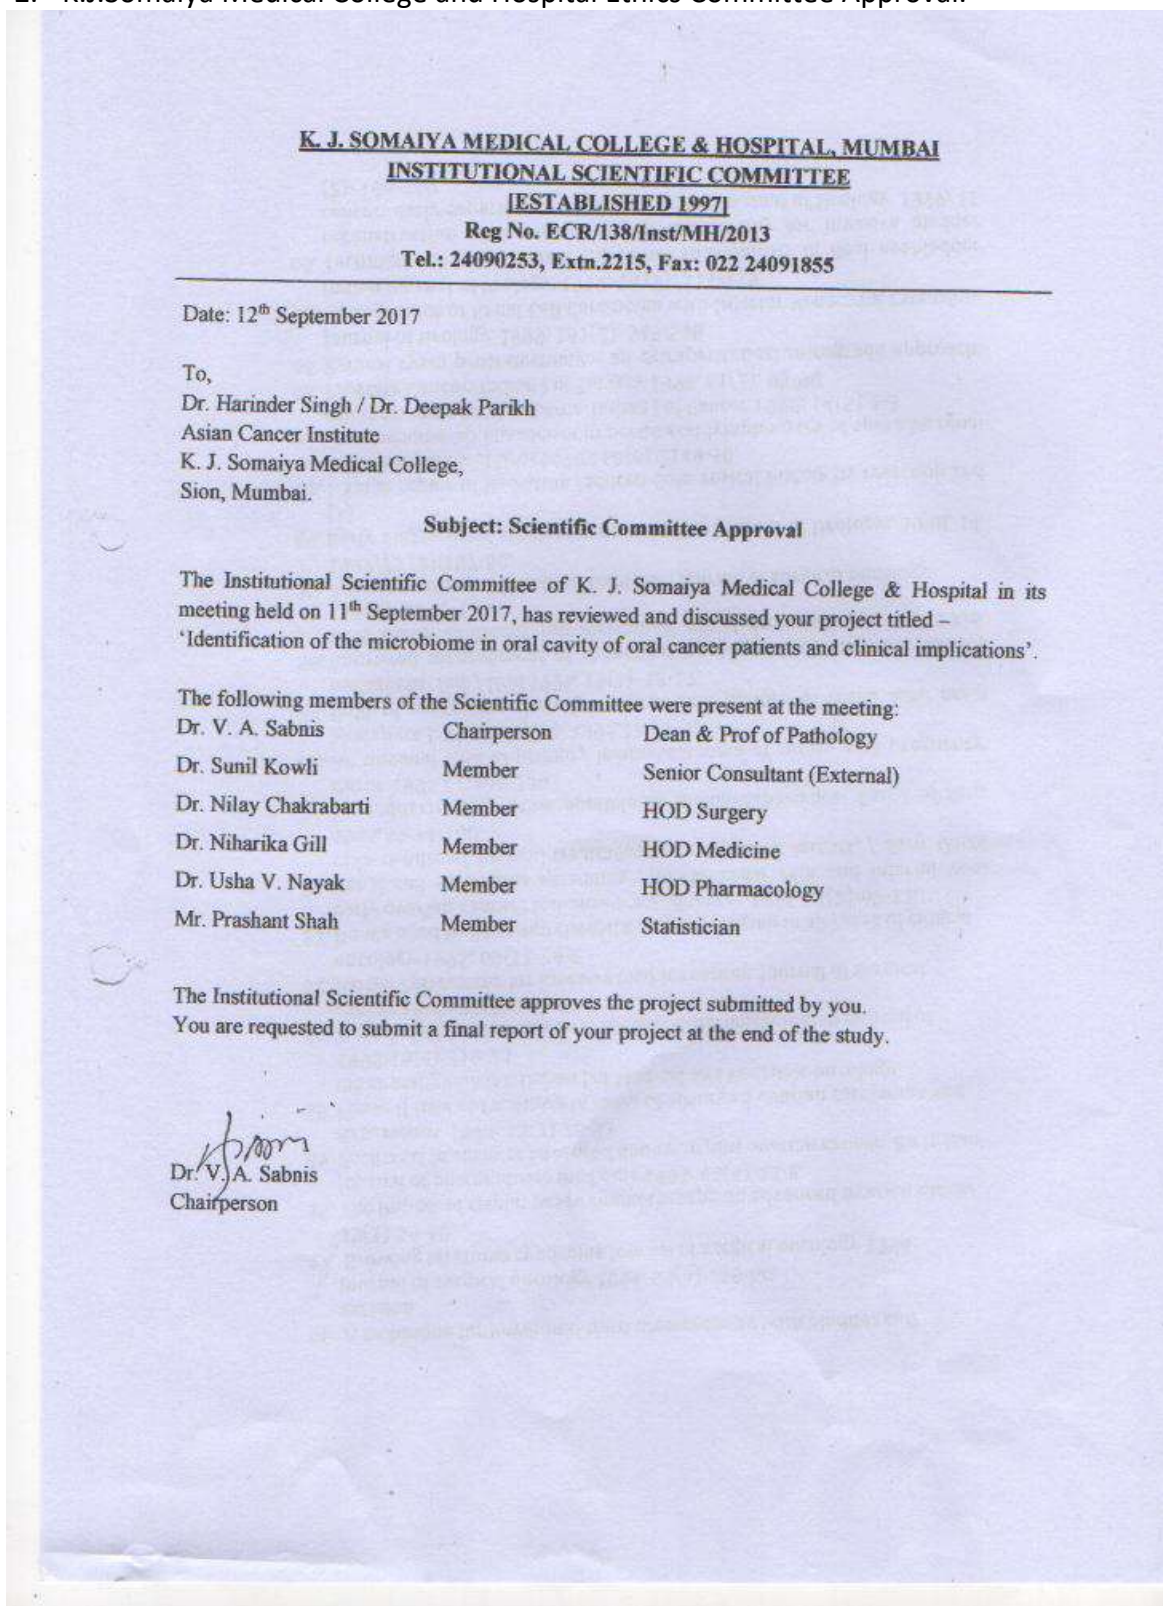 K.J.Somaiya Medical College and Hospital Ethics Committee Approval.
K. J. SOMAIYA MEDICAL COLLEGE & HOSPITAL, MUMBAI
INSTITUTIONAL SCIENTIFIC COMMITTEE
[ESTABLISHED 1997]
Reg No. ECR/138/Inst/MH/2013
Tel.: 24090253, Extn.2215, Fax: 022 24091855
Date: 12th September 2017
To,
Dr. Harinder Singh / Dr. Deepak Parikh
Asian Cancer Institute
K. J. Somaiya Medical College,
Sion, Mumbai.
Subject: Scientific Committee Approval
The Institutional Scientific Committee of K. J. Somaiya Medical College & Hospital in its
meeting held on 11th September 2017, has reviewed and discussed your project titled –
‘Identification of the microbiome in oral cavity of oral cancer patients and clinical implications’.
The following members of the Scientific Committee were present at the meeting:
Dr. V. A. Sabnis Chairperson Dean & Prof of Pathology
Dr. Sunil Kowli Member Senior Consultant (External)
Dr. Nilay Chakrabarti Member HOD Surgery
Dr. Niharika Gill Member HOD Medicine
Dr. Usha V. Nayak Member HOD Pharmacology
Mr. Prashant Shah Member Statistician
The Institutional Scientific Committee approves the project submitted by you.
You are requested to submit a final report of your project at the end of the study.
Dr. V. A. Sabnis
Chairperson